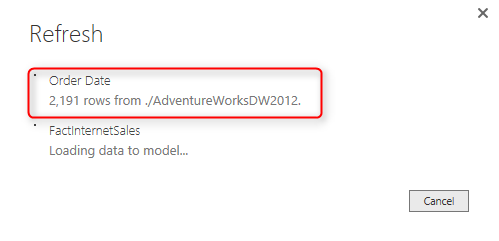 Refresh
Order Date
2,191 rows from ./AdventureWorksDW2012.
FactInternetSales
Loading data to model...
Cancel